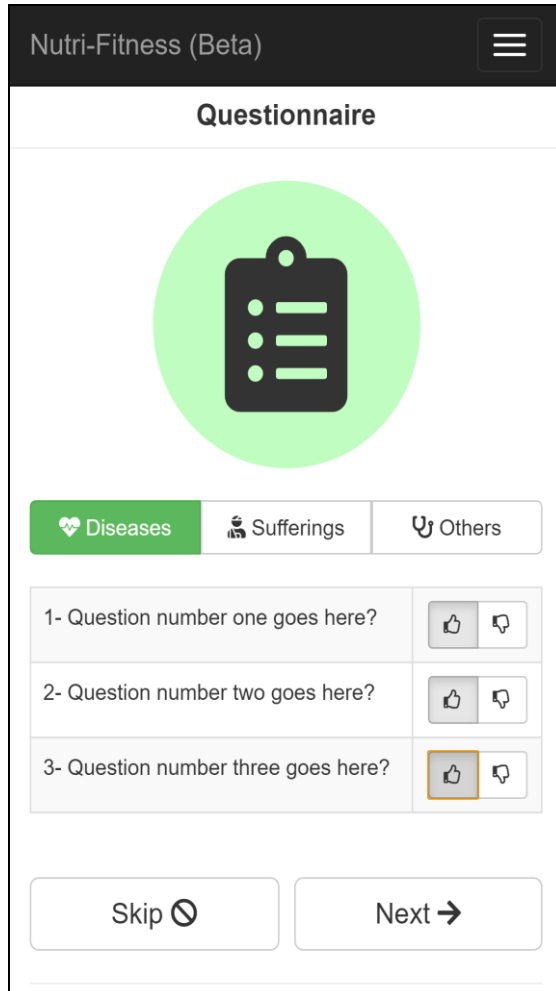 Nutri-Fitness (Beta)
Questionnaire
Diseases
Sufferings
Others
1- Question number one goes here?
2- Question number two goes here?
3- Question number three goes here?
Skip
Next